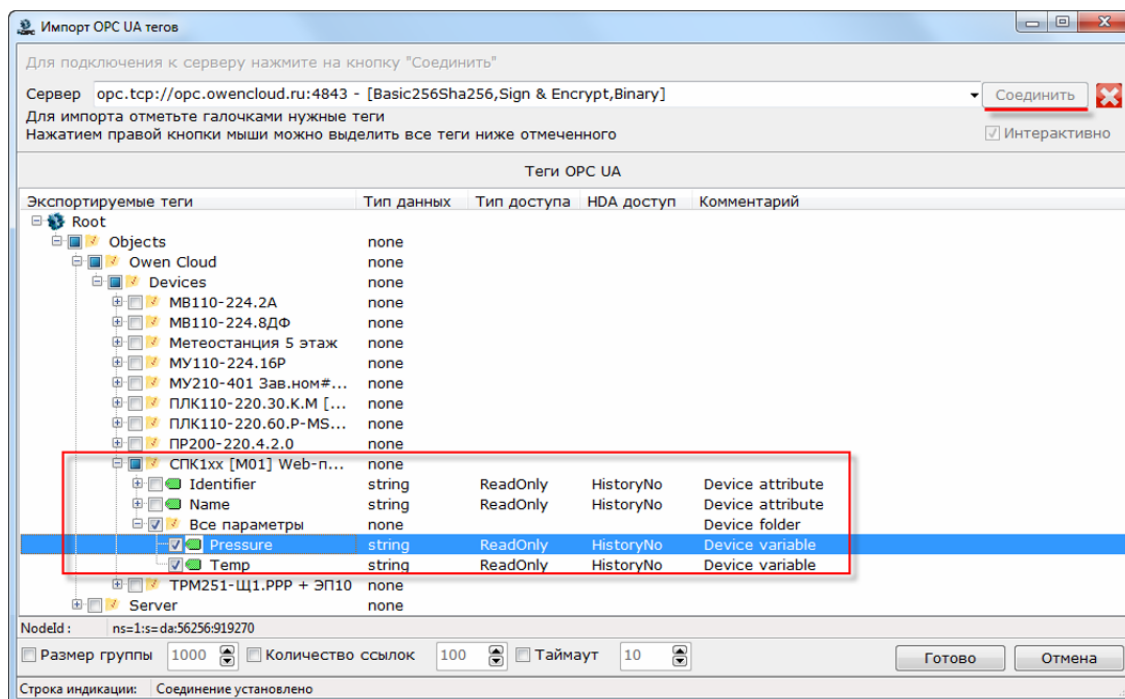 Импорт OPC UA тегов
Для подключения к серверу нажмите на кнопку "Соединить"
Сервер opc.tcp://opc.owencloud.ru:4843 - [Basic256Sha256,Sign & Encrypt,Binary] Соединить
Для импорта отметьте галочками нужные теги
Нажатием правой кнопки мыши можно выделить все теги ниже отмеченного Интерактивно
Теги OPC UA
Экспортируемые теги Тип данных Тип доступа HDA доступ Комментарий
Root
Objects none
Owen Cloud none
Devices none
МВ110-224.2А none
МВ110-224.8ДФ none
Метеостанция 5 этаж none
МУ110-224.16Р none
МУ210-401 Зав.ном#... none
ПЛК110-220.30.К.М [... none
ПЛК110-220.60.Р-MS... none
ПР200-220.4.2.0 none
СПК1хх [М01] Web-п... none
Identifier string ReadOnly HistoryNo Device attribute
Name string ReadOnly HistoryNo Device attribute
Все параметры none Device folder
Pressure string ReadOnly HistoryNo Device variable
Temp string ReadOnly HistoryNo Device variable
ТРМ251-Щ1.РРР + ЭП10 none
Server none
NodeId : ns=1:s=da:56256:919270
Размер группы 1000 Количество ссылок 100 Таймаут 10 Готово Отмена
Строка индикации: Соединение установлено